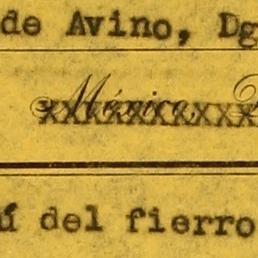 de Avino, Dg
México,
ú del fierro